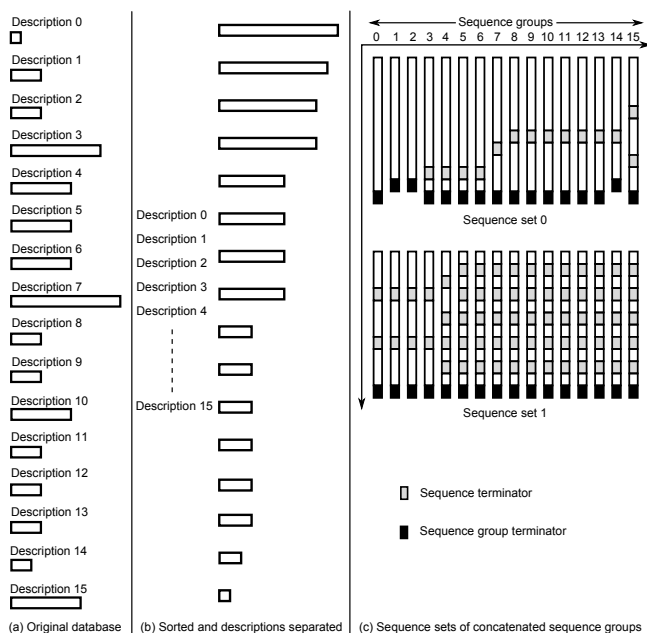 Description 0
Description 1
Description 2
Description 3
Description 4
Description 5
Description 6
Description 7
Description 8
Description 9
Description 10
Description 11
Description 12
Description 13
Description 14
Description 15
(a) Original database
Description 0
Description 1
Description 2
Description 3
Description 4
Description 15
(b) Sorted and descriptions separated
Sequence groups
0 1 2 3 4 5 6 7 8 9 10 11 12 13 14 15
Sequence set 0
Sequence set 1
Sequence terminator
Sequence group terminator
(c) Sequence sets of concatenated sequence groups